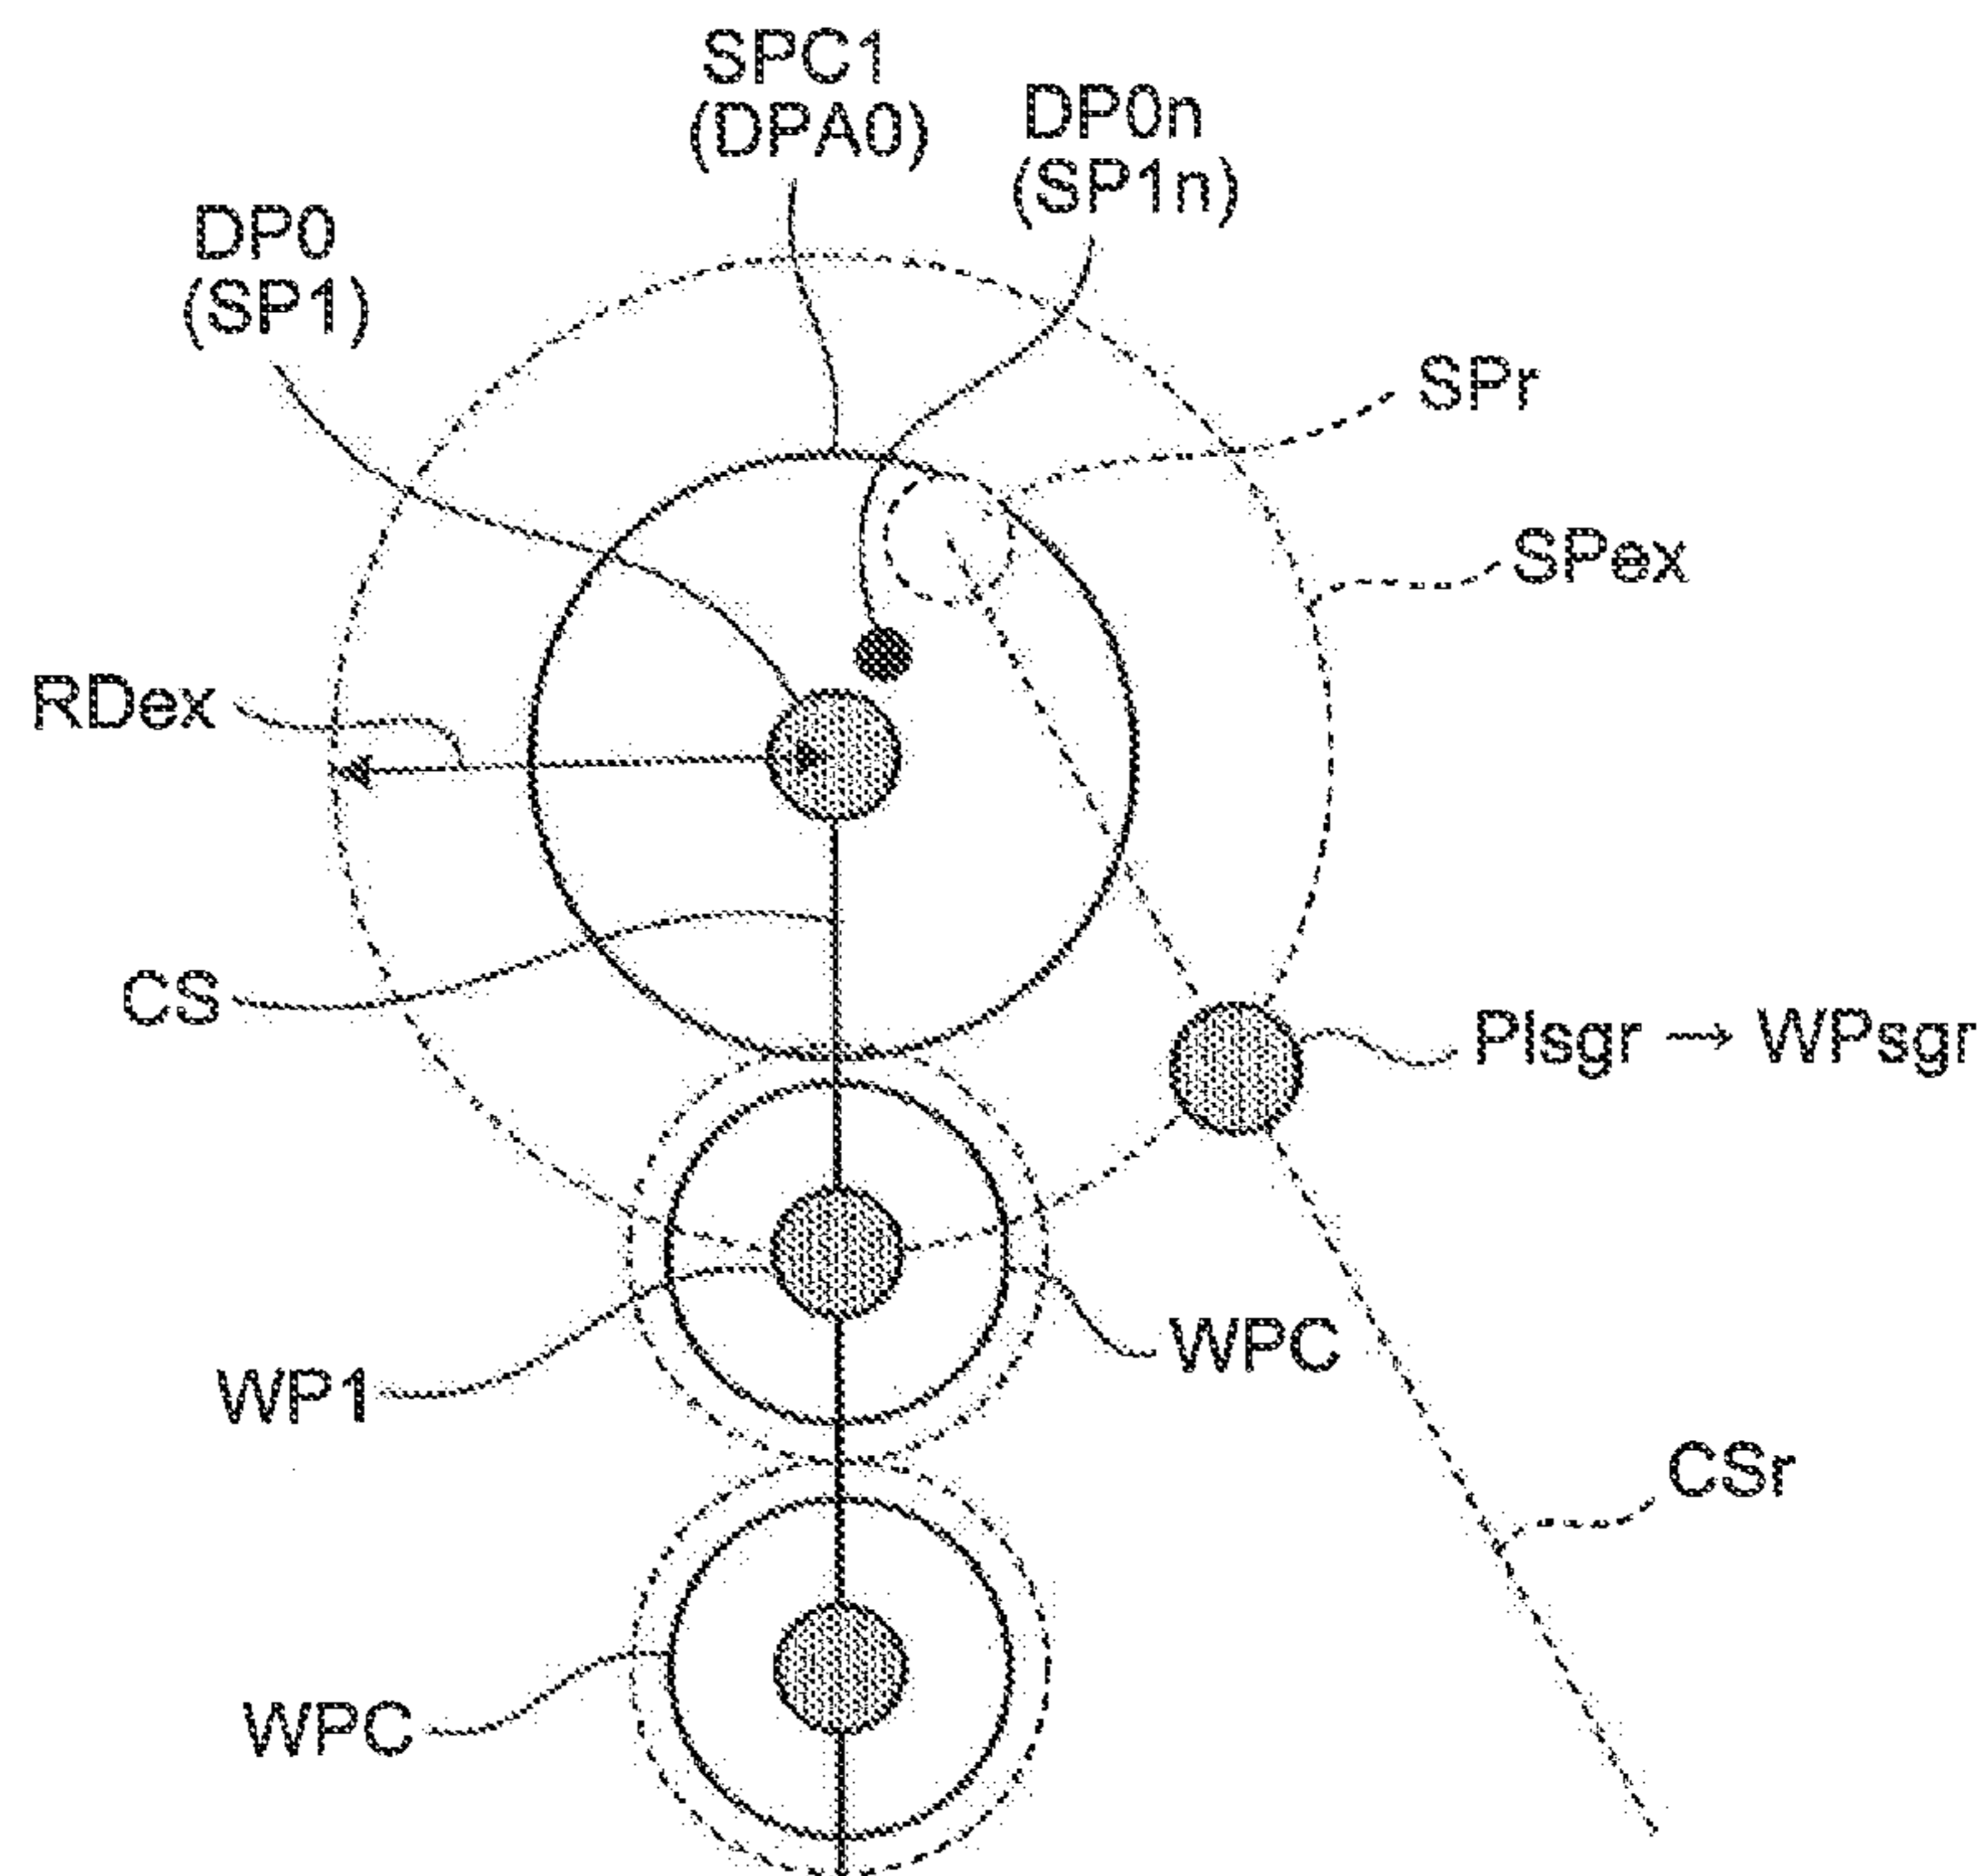 SPC1
(DPA0)
DP0n
(SP1n)
DP0
(SP1)
SPr
SPex
RDex
CS
PIsgr → WPsgr
WPC
WP1
CSr
WPC